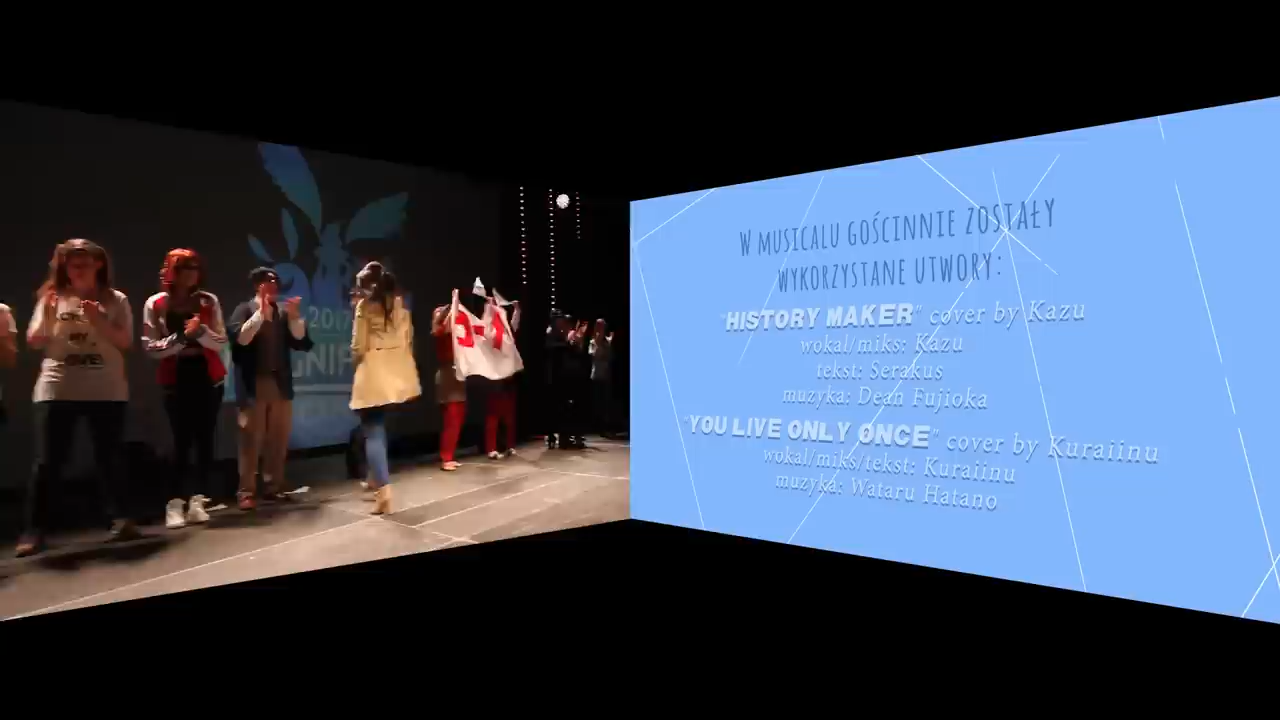 2017
W MUSICALU GOŚCINNIE ZOSTAŁY
WYKORZYSTANE UTWORY:
"HISTORY MAKER" cover by Kazu
wokal/miks: Kazu
tekst: Serakus
muzyka: Dean Fujioka
"YOU LIVE ONLY ONCE" cover by Kuraiinu
wokal/miks/tekst: Kuraiinu
muzyka: Wataru Hatano